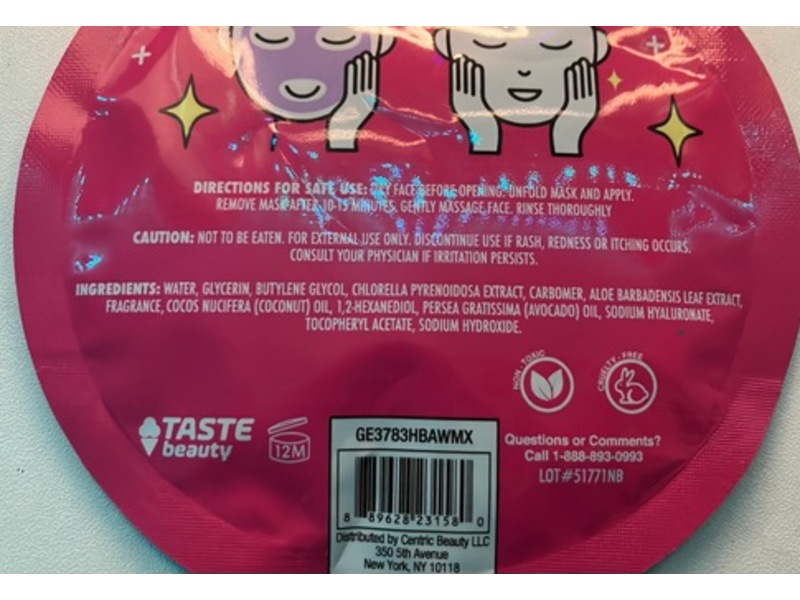 DIRECTIONS FOR SAFE USE: DRY FACE BEFORE OPENING. UNFOLD MASK AND APPLY.
REMOVE MASK AFTER 10-15 MINUTES. GENTLY MASSAGE FACE. RINSE THOROUGHLY
CAUTION: NOT TO BE EATEN. FOR EXTERNAL USE ONLY. DISCONTINUE USE IF RASH, REDNESS OR ITCHING OCCURS.
CONSULT YOUR PHYSICIAN IF IRRITATION PERSISTS.
INGREDIENTS: WATER, GLYCERIN, BUTYLENE GLYCOL, CHLORELLA PYRENOIDOSA EXTRACT, CARBOMER, ALOE BARBADENSIS LEAF EXTRACT,
FRAGRANCE, COCOS NUCIFERA (COCONUT) OIL, 1,2-HEXANEDIOL, PERSEA GRATISSIMA (AVOCADO) OIL, SODIUM HYALURONATE,
TOCOPHERYL ACETATE, SODIUM HYDROXIDE.
NON-TOXIC
CRUELTY-FREE
TASTE
beauty
12M
GE3783HBAWMX
8 89628 23158 0
Distributed by Centric Beauty LLC
350 5th Avenue
New York, NY 10118
Questions or Comments?
Call 1-888-893-0993
LOT#51771NB